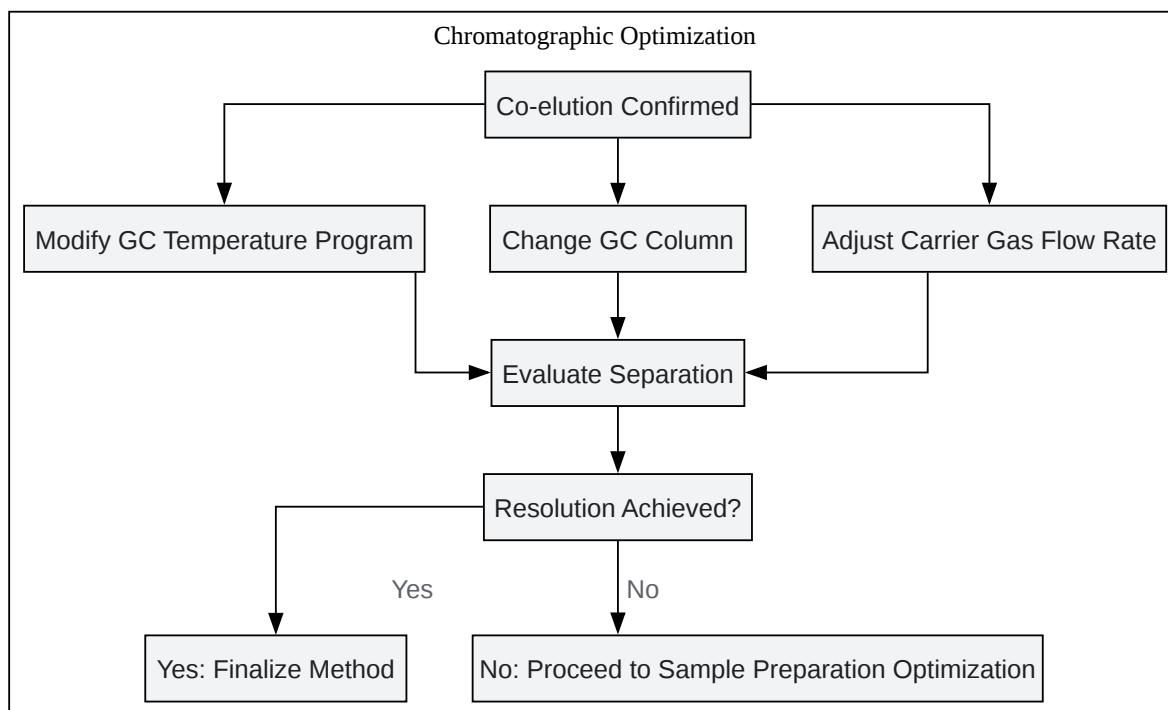 Chromatographic Optimization
Co-elution Confirmed
Modify GC Temperature Program
Change GC Column
Adjust Carrier Gas Flow Rate
Evaluate Separation
Resolution Achieved?
Yes
No
Yes: Finalize Method
No: Proceed to Sample Preparation Optimization